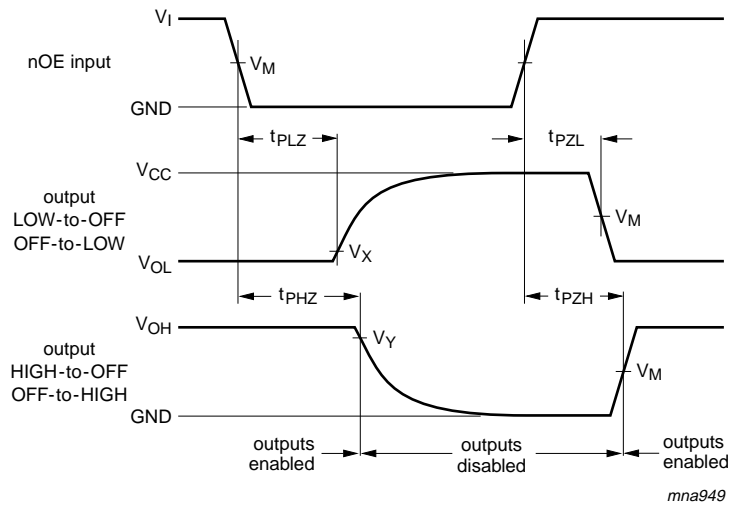 VI
nOE input
VM
GND
tPLZ
tPZL
VCC
output
LOW-to-OFF
OFF-to-LOW
VM
VX
VOL
tPHZ
tPZH
VOH
output
HIGH-to-OFF
OFF-to-HIGH
VY
VM
GND
outputs
enabled
outputs
disabled
outputs
enabled
mna949